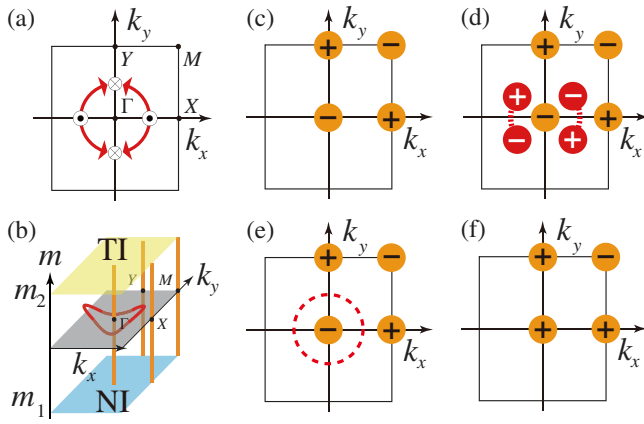 (a)
k_y
Y
M
Γ
X
k_x
(b)
m
TI
m_2
Y
M
k_y
Γ
X
k_x
m_1
NI
(c)
k_y
+
−
−
+
k_x
(d)
k_y
+
−
+
−
−
+
−
+
k_x
(e)
k_y
+
−
−
+
k_x
(f)
k_y
+
−
+
+
k_x